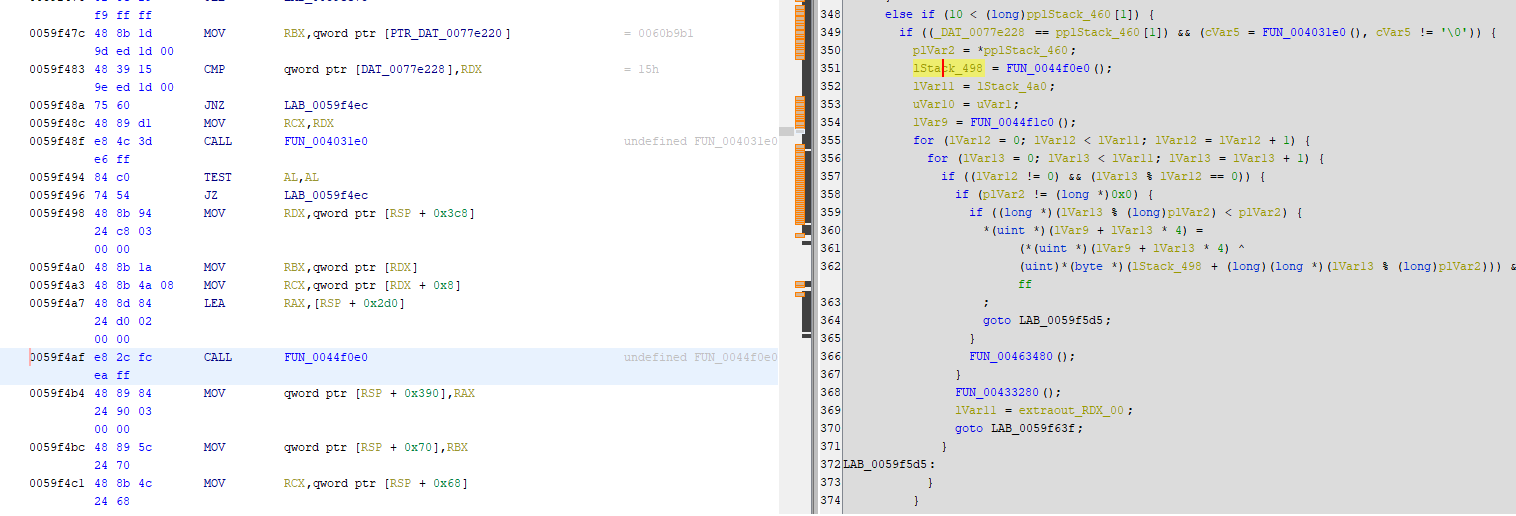 f9 ff ff
0059f47c 48 8b 1d MOV RBX,qword ptr [PTR_DAT_0077e220] = 0060b9b1
9d ed 1d 00
0059f483 48 39 15 CMP qword ptr [DAT_0077e228],RDX = 15h
9e ed 1d 00
0059f48a 75 60 JNZ LAB_0059f4ec
0059f48c 48 89 d1 MOV RCX,RDX
0059f48f e8 4c 3d CALL FUN_004031e0 undefined FUN_004031e0
e6 ff
0059f494 84 c0 TEST AL,AL
0059f496 74 54 JZ LAB_0059f4ec
0059f498 48 8b 94 MOV RDX,qword ptr [RSP + 0x3c8]
24 c8 03
00 00
0059f4a0 48 8b 1a MOV RBX,qword ptr [RDX]
0059f4a3 48 8b 4a 08 MOV RCX,qword ptr [RDX + 0x8]
0059f4a7 48 8d 84 LEA RAX,[RSP + 0x2d0]
24 d0 02
00 00
0059f4af e8 2c fc CALL FUN_0044f0e0 undefined FUN_0044f0e0
ea ff
0059f4b4 48 89 84 MOV qword ptr [RSP + 0x390],RAX
24 90 03
00 00
0059f4bc 48 89 5c MOV qword ptr [RSP + 0x70],RBX
24 70
0059f4c1 48 8b 4c MOV RCX,qword ptr [RSP + 0x68]
24 68
348 else if (10 < (long)pplStack_460[1]) {
349 if ((_DAT_0077e228 == pplStack_460[1]) && (cVar5 = FUN_004031e0(), cVar5 != '\0')) {
350 plVar2 = *pplStack_460;
351 lStack_498 = FUN_0044f0e0();
352 lVar11 = lStack_4a0;
353 uVar10 = uVar1;
354 lVar9 = FUN_0044f1c0();
355 for (lVar12 = 0; lVar12 < lVar11; lVar12 = lVar12 + 1) {
356 for (lVar13 = 0; lVar13 < lVar11; lVar13 = lVar13 + 1) {
357 if ((lVar12 != 0) && (lVar13 % lVar12 == 0)) {
358 if (plVar2 != (long *)0x0) {
359 if ((long *)(lVar13 % (long)plVar2) < plVar2) {
360 *(uint *)(lVar9 + lVar13 * 4) =
361 (*(uint *)(lVar9 + lVar13 * 4) ^
362 (uint)*(byte *)(lStack_498 + (long)(long *)(lVar13 % (long)plVar2))) &
ff
363 ;
364 goto LAB_0059f5d5;
365 }
366 FUN_00463480();
367 }
368 FUN_00433280();
369 lVar11 = extraout_RDX_00;
370 goto LAB_0059f63f;
371 }
372 LAB_0059f5d5:
373 }
374 }